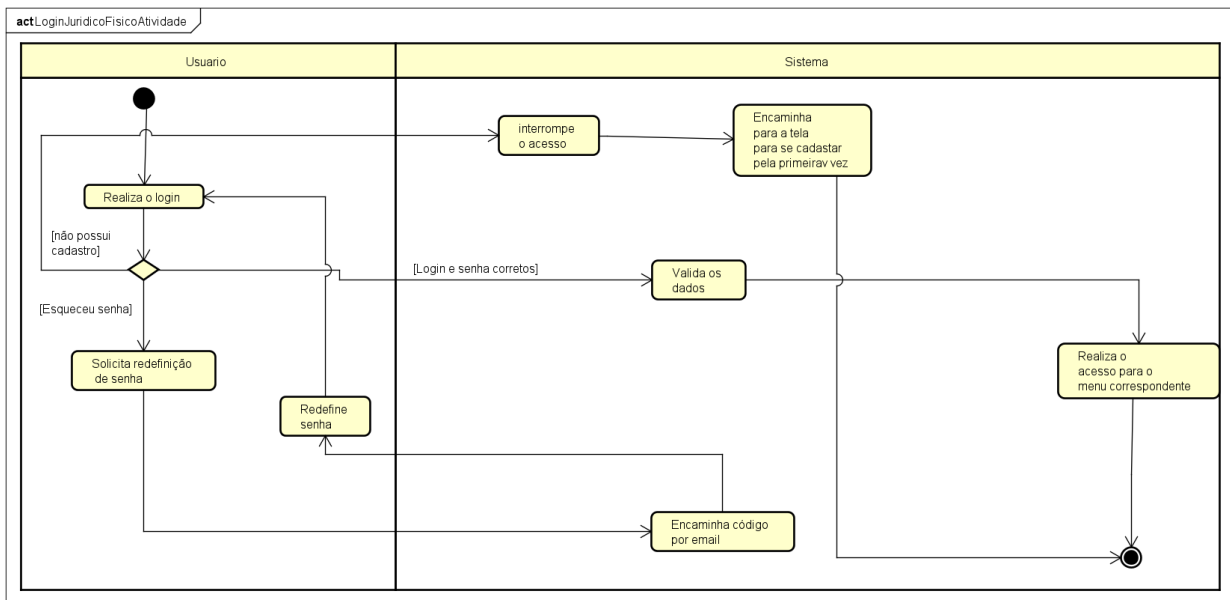 act LoginJuridicoFisicoAtividade
Usuario
Sistema
interrompe
o acesso
Encaminha
para a tela
para se cadastar
pela primeirav vez
Realiza o login
[não possui
cadastro]
[Login e senha corretos]
Valida os
dados
[Esqueceu senha]
Solicita redefinição
de senha
Realiza o
acesso para o
menu correspondente
Redefine
senha
Encaminha código
por email